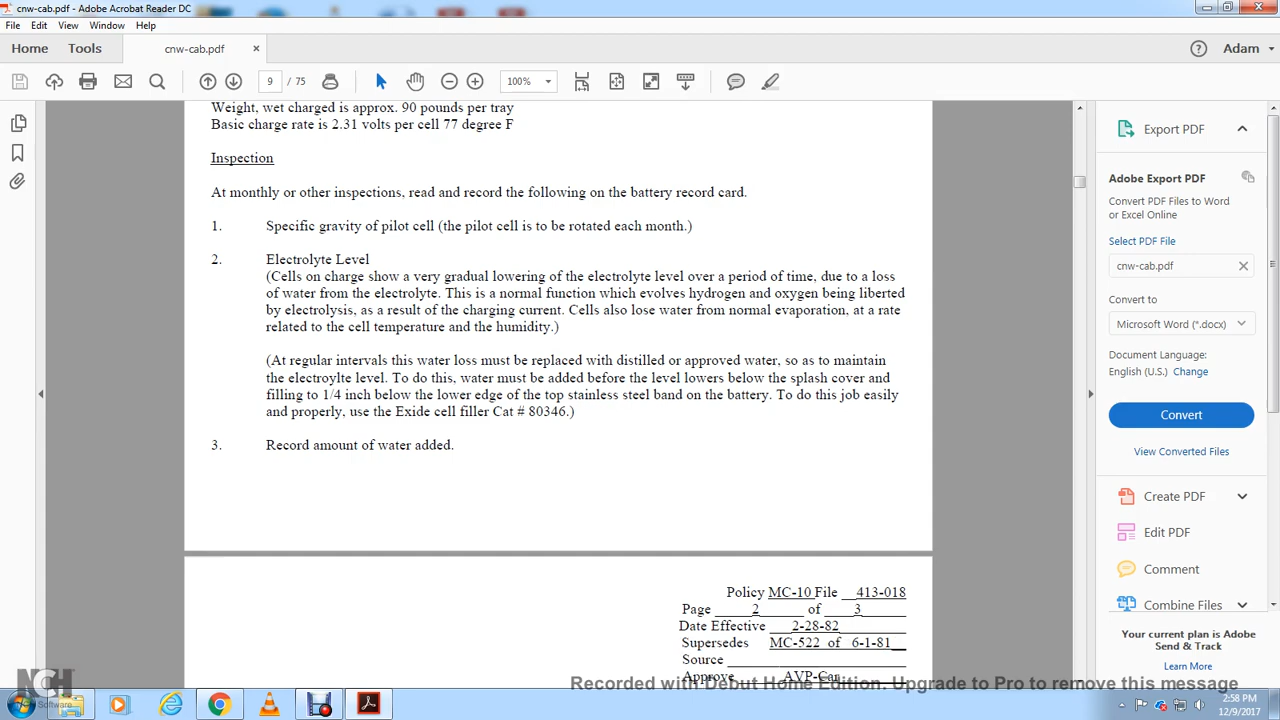 cnw-cab.pdf - Adobe Acrobat Reader DC
File Edit View Window Help
Home Tools cnw-cab.pdf × Adam
9 / 75 100%
Weight, wet charged is approx. 90 pounds per tray
Basic charge rate is 2.31 volts per cell 77 degree F
Inspection
At monthly or other inspections, read and record the following on the battery record card.
1. Specific gravity of pilot cell (the pilot cell is to be rotated each month.)
2. Electrolyte Level
(Cells on charge show a very gradual lowering of the electrolyte level over a period of time, due to a loss
of water from the electrolyte. This is a normal function which evolves hydrogen and oxygen being liberted
by electrolysis, as a result of the charging current. Cells also lose water from normal evaporation, at a rate
related to the cell temperature and the humidity.)
(At regular intervals this water loss must be replaced with distilled or approved water, so as to maintain
the electroylte level. To do this, water must be added before the level lowers below the splash cover and
filling to 1/4 inch below the lower edge of the top stainless steel band on the battery. To do this job easily
and properly, use the Exide cell filler Cat # 80346.)
3. Record amount of water added.
Policy MC-10 File 413-018
Page 2 of 3
Date Effective 2-28-82
Supersedes MC-522 of 6-1-81
Source
Approve AVP-Car
Export PDF
Adobe Export PDF
Convert PDF Files to Word
or Excel Online
Select PDF File
cnw-cab.pdf
Convert to
Microsoft Word (*.docx)
Document Language:
English (U.S.) Change
Convert
View Converted Files
Create PDF
Edit PDF
Comment
Combine Files
Your current plan is Adobe
Send & Track
Learn More
Recorded with Debut Home Edition. Upgrade to Pro to remove this message
NCH Software
2:58 PM
12/9/2017